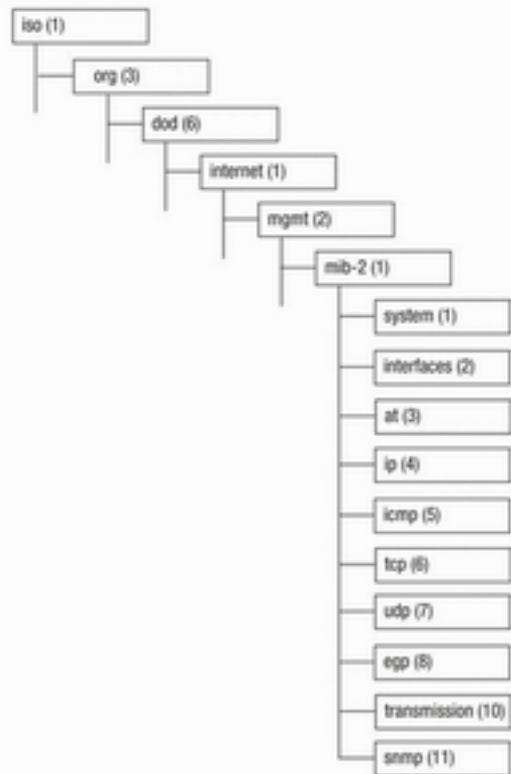 iso (1)
org (3)
dod (6)
internet (1)
mgmt (2)
mib-2 (1)
system (1)
interfaces (2)
at (3)
ip (4)
icmp (5)
tcp (6)
udp (7)
egp (8)
transmission (10)
snmp (11)